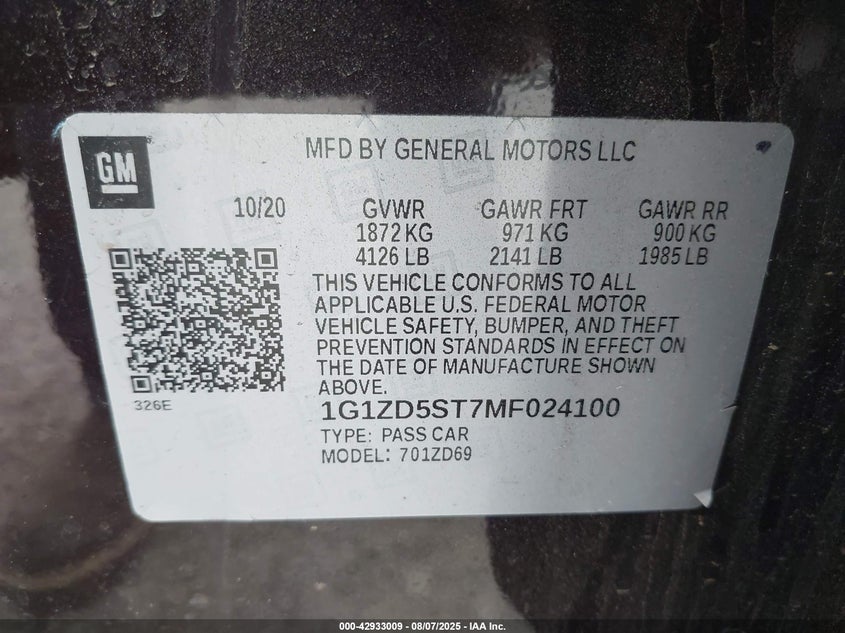 GM
MFD BY GENERAL MOTORS LLC
10/20 GVWR GAWR FRT GAWR RR
1872 KG 971 KG 900 KG
4126 LB 2141 LB 1985 LB
THIS VEHICLE CONFORMS TO ALL
APPLICABLE U.S. FEDERAL MOTOR
VEHICLE SAFETY, BUMPER, AND THEFT
PREVENTION STANDARDS IN EFFECT ON
THE DATE OF MANUFACTURE SHOWN
ABOVE.
326E
1G1ZD5ST7MF024100
TYPE: PASS CAR
MODEL: 701ZD69
000-42933009 - 08/07/2025 - IAA Inc.